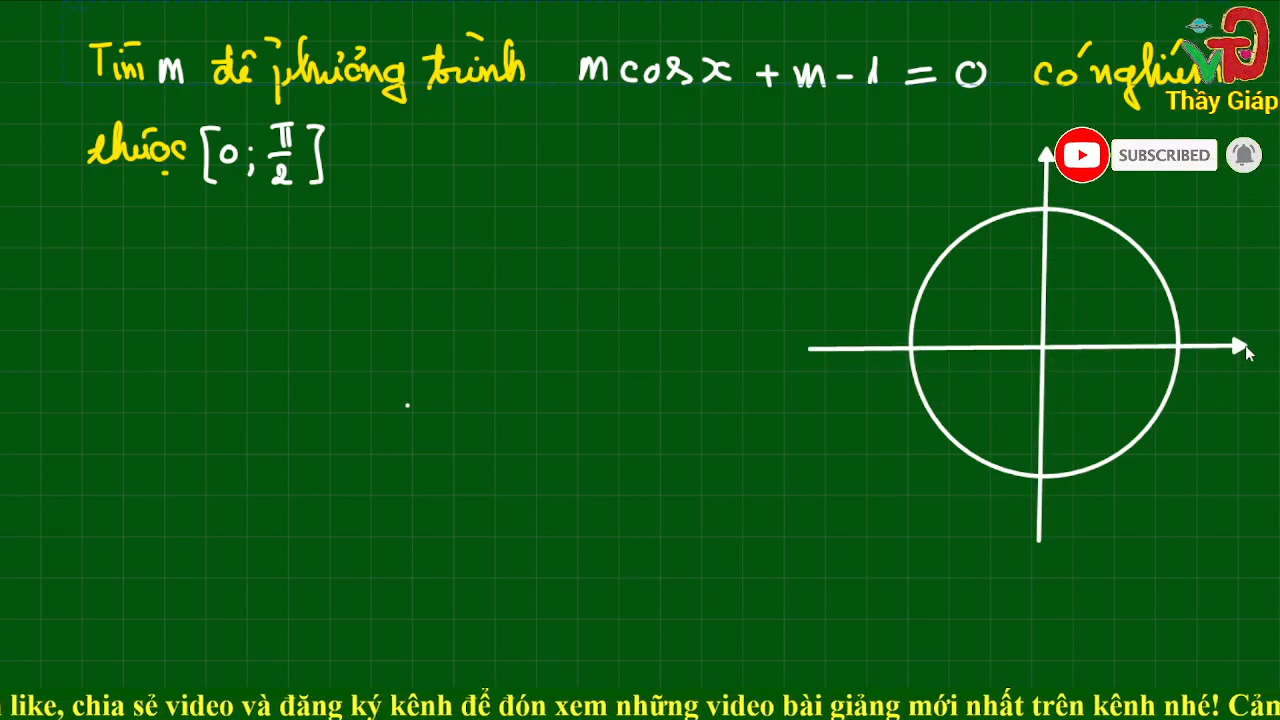 Tìm m để phương trình m cos x + m - 1 = 0 có nghiệm
thuộc [0; π/2]
Thầy Giáp
SUBSCRIBED
like, chia sẻ video và đăng ký kênh để đón xem những video bài giảng mới nhất trên kênh nhé! Cảm